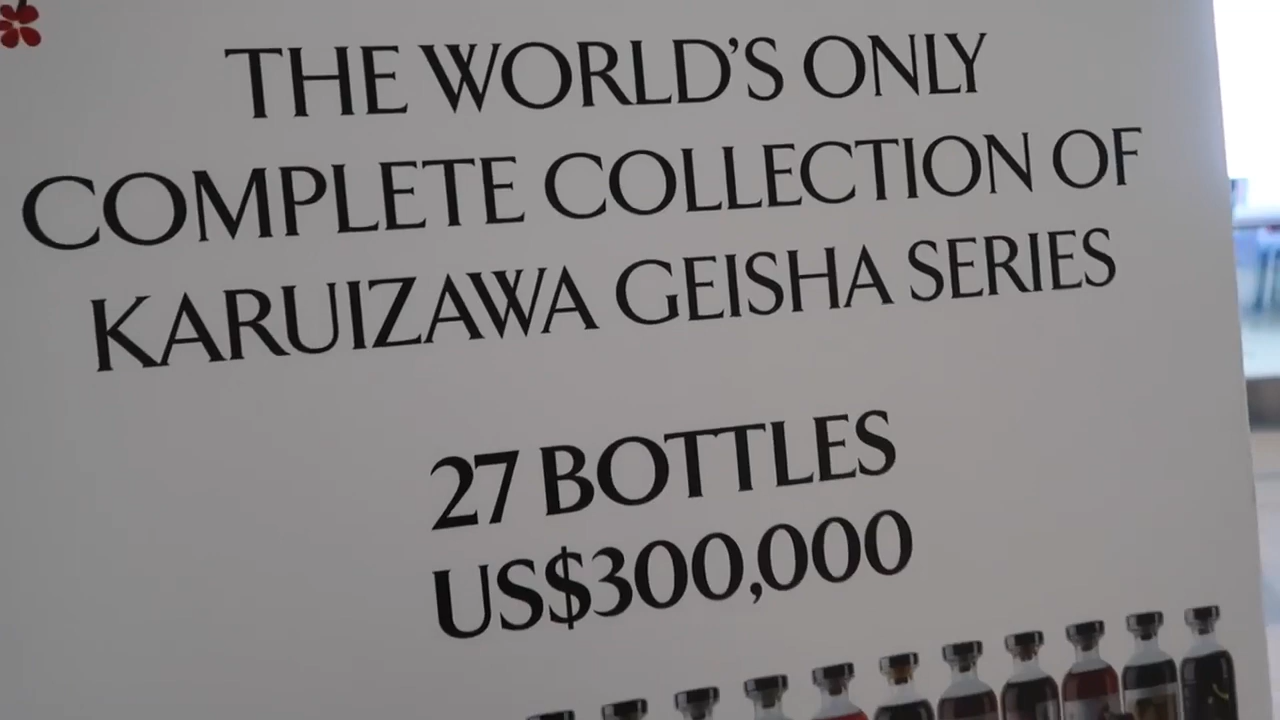 THE WORLD'S ONLY
COMPLETE COLLECTION OF
KARUIZAWA GEISHA SERIES
27 BOTTLES
US$300,000